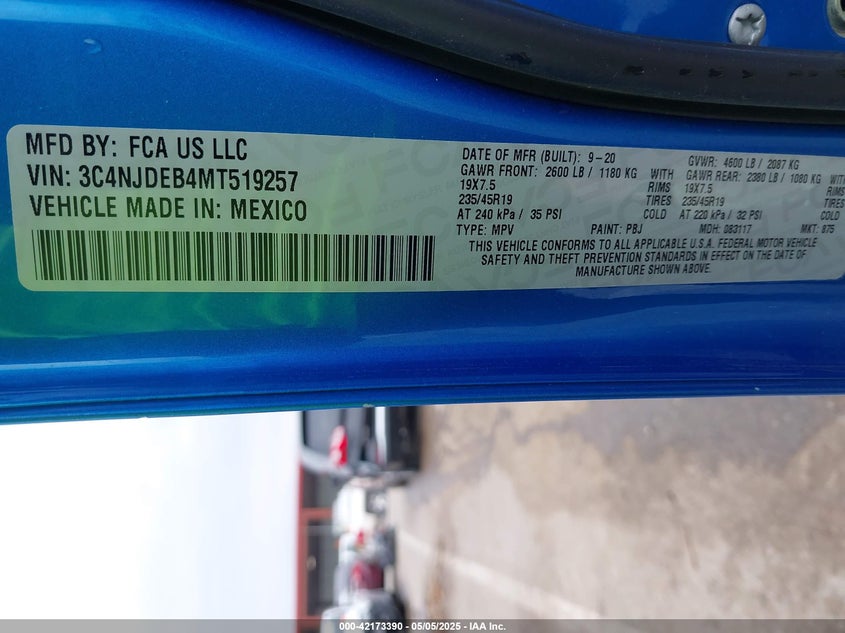 MFD BY: FCA US LLC
VIN: 3C4NJDEB4MT519257
VEHICLE MADE IN: MEXICO
DATE OF MFR (BUILT): 9-20 GVWR: 4600 LB / 2087 KG
GAWR FRONT: 2600 LB / 1180 KG WITH GAWR REAR: 2380 LB / 1080 KG WITH
19X7.5 RIMS 19X7.5 RIMS
235/45R19 TIRES 235/45R19 TIRES
AT 240 kPa / 35 PSI COLD AT 220 kPa / 32 PSI COLD
TYPE: MPV PAINT: PBJ MDH: 083117 MKT: 875
THIS VEHICLE CONFORMS TO ALL APPLICABLE U.S.A. FEDERAL MOTOR VEHICLE
SAFETY AND THEFT PREVENTION STANDARDS IN EFFECT ON THE DATE OF
MANUFACTURE SHOWN ABOVE.
000-42173390 - 05/05/2025 - IAA Inc.